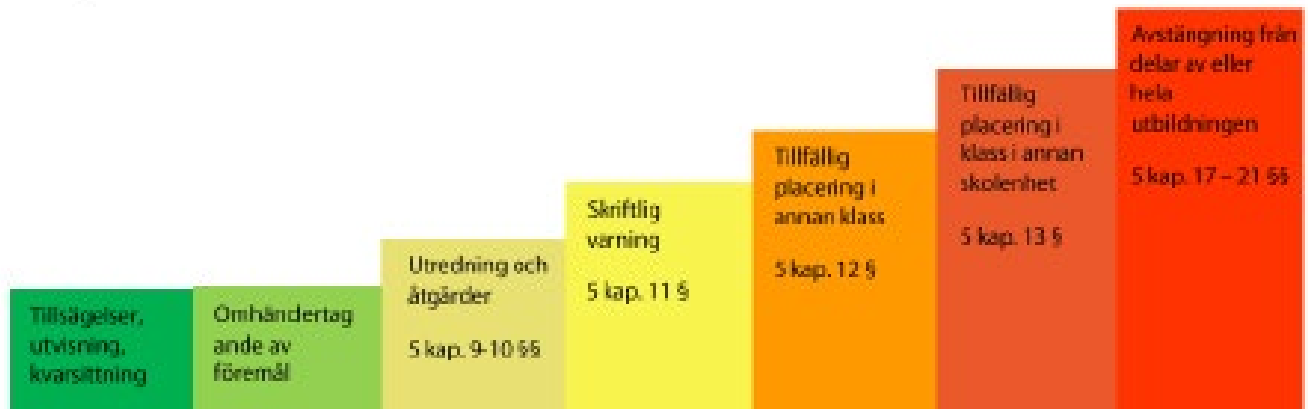 Tillsägelser,
utvisning,
kvarsittning
Omhändertag
ande av
föremål
Utredning och
åtgärder
5 kap. 9-10 §§
Skriftlig
varning
5 kap. 11 §
Tillfällig
placering i
annan klass
5 kap. 12 §
Tillfällig
placering i
klass i annan
skolenhet
5 kap. 13 §
Avstängning från
delar av eller
hela
utbildningen
5 kap. 17 – 21 §§